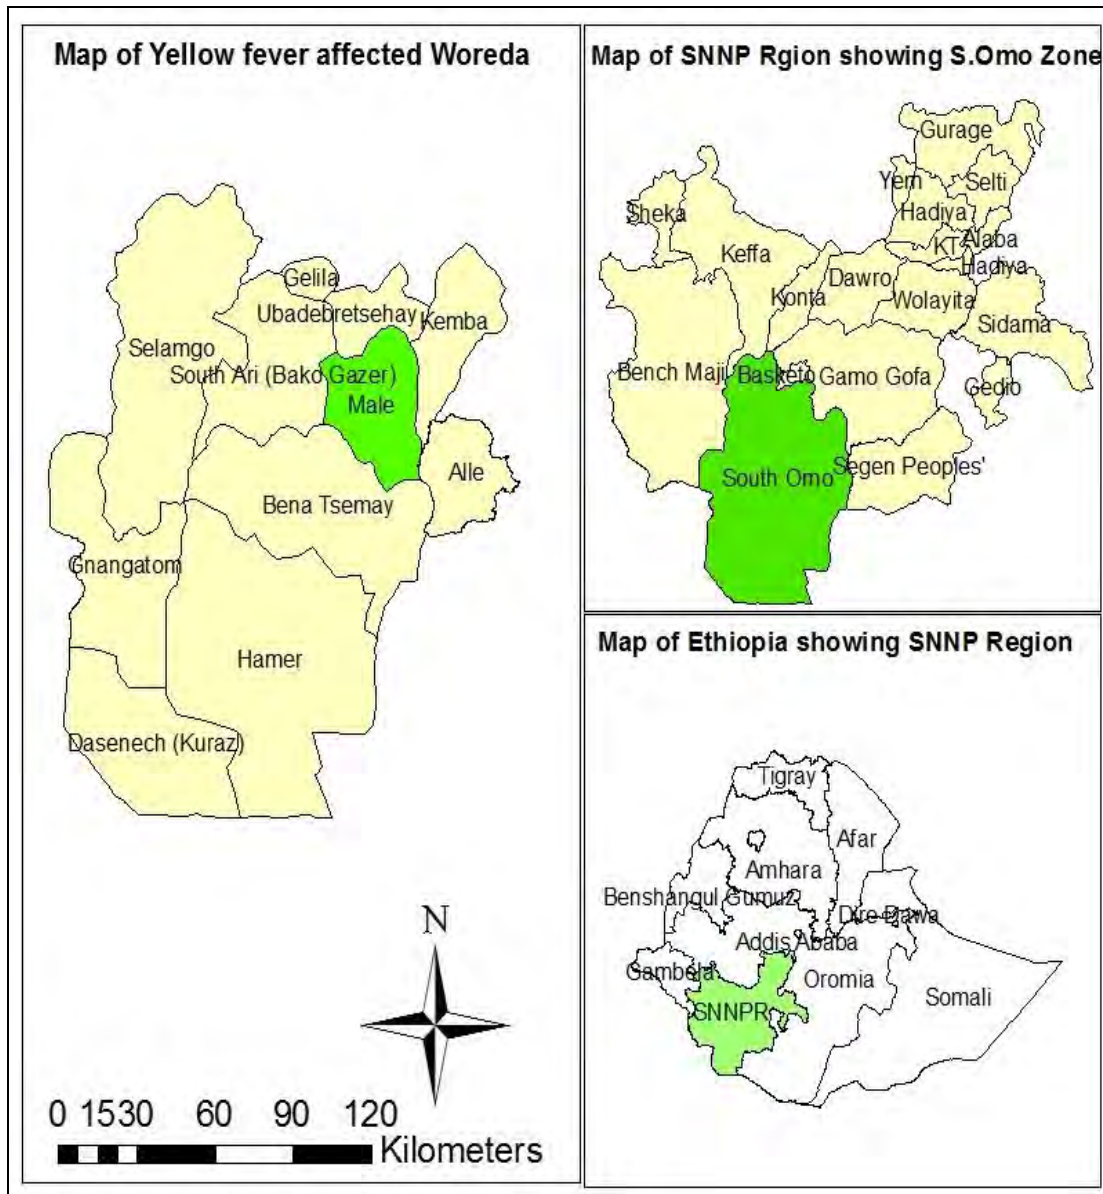 Map of Yellow fever affected Woreda
Gelila
Ubadebretsehay
Kemba
Selamgo
South Ari (Bako Gazer)
Male
Alle
Bena Tsemay
Gnangatom
Hamer
Dasenech (Kuraz)
N
0 15 30 60 90 120
Kilometers
Map of SNNP Rgion showing S.Omo Zone
Gurage
Yem
Selti
Sheka
Hadiya
KT
Alaba
Keffa
Hadiya
Dawro
Konta
Wolayita
Sidama
Bench Maji
Basketo
Gamo Gofa
Gedio
Segen Peoples'
South Omo
Map of Ethiopia showing SNNP Region
Tigray
Afar
Amhara
Benshangul Gumuz
Dire Dawa
Addis Ababa
Gambela
Oromia
Somali
SNNPR